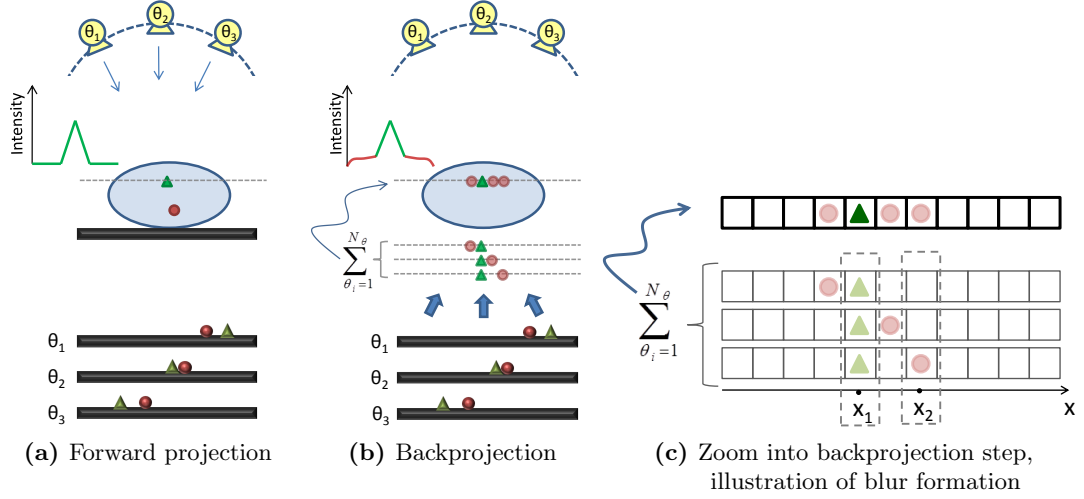 θ1 θ2 θ3
Intensity
θ1
θ2
θ3
(a) Forward projection
θ1 θ2 θ3
Intensity
Nθ
∑
θi=1
θ1
θ2
θ3
(b) Backprojection
Nθ
∑
θi=1
x1 x2 x
(c) Zoom into backprojection step,
illustration of blur formation